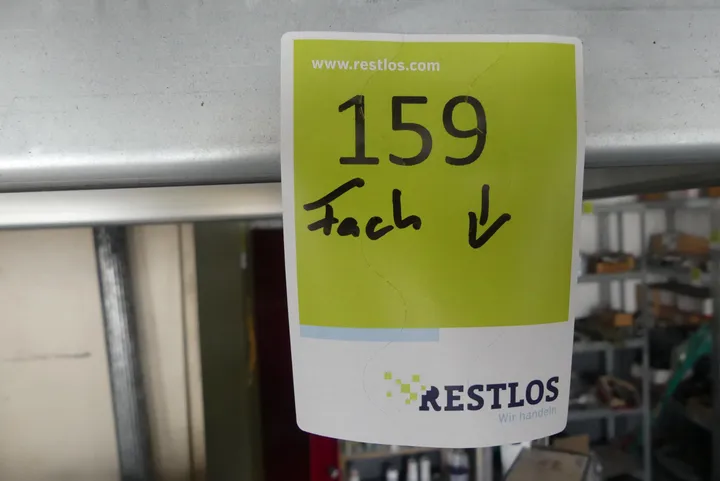 www.restlos.com
159
Fach ↓
RESTLOS
Wir handeln